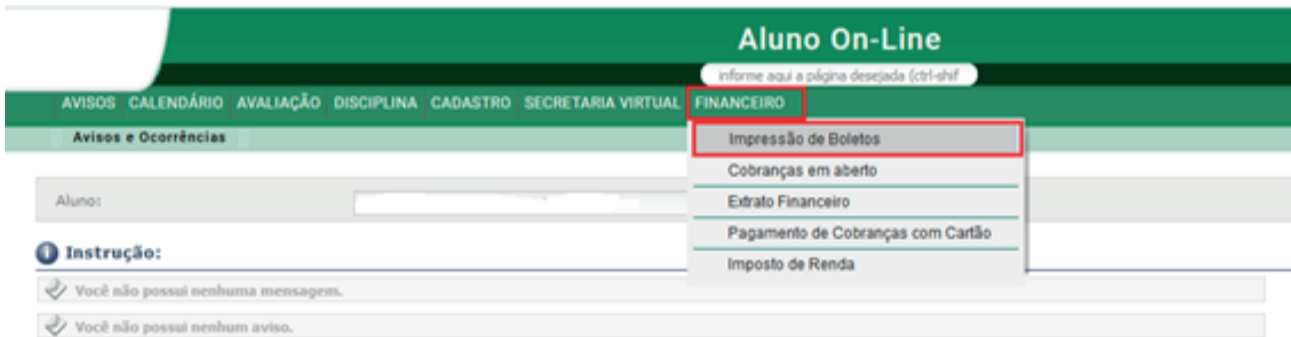 Aluno On-Line
informe aqui a página desejada (ctrl-shif
AVISOS CALENDÁRIO AVALIAÇÃO DISCIPLINA CADASTRO SECRETARIA VIRTUAL FINANCEIRO
Avisos e Ocorrências
Impressão de Boletos
Cobranças em aberto
Extrato Financeiro
Pagamento de Cobranças com Cartão
Imposto de Renda
Aluno:
Instrução:
Você não possui nenhuma mensagem.
Você não possui nenhum aviso.